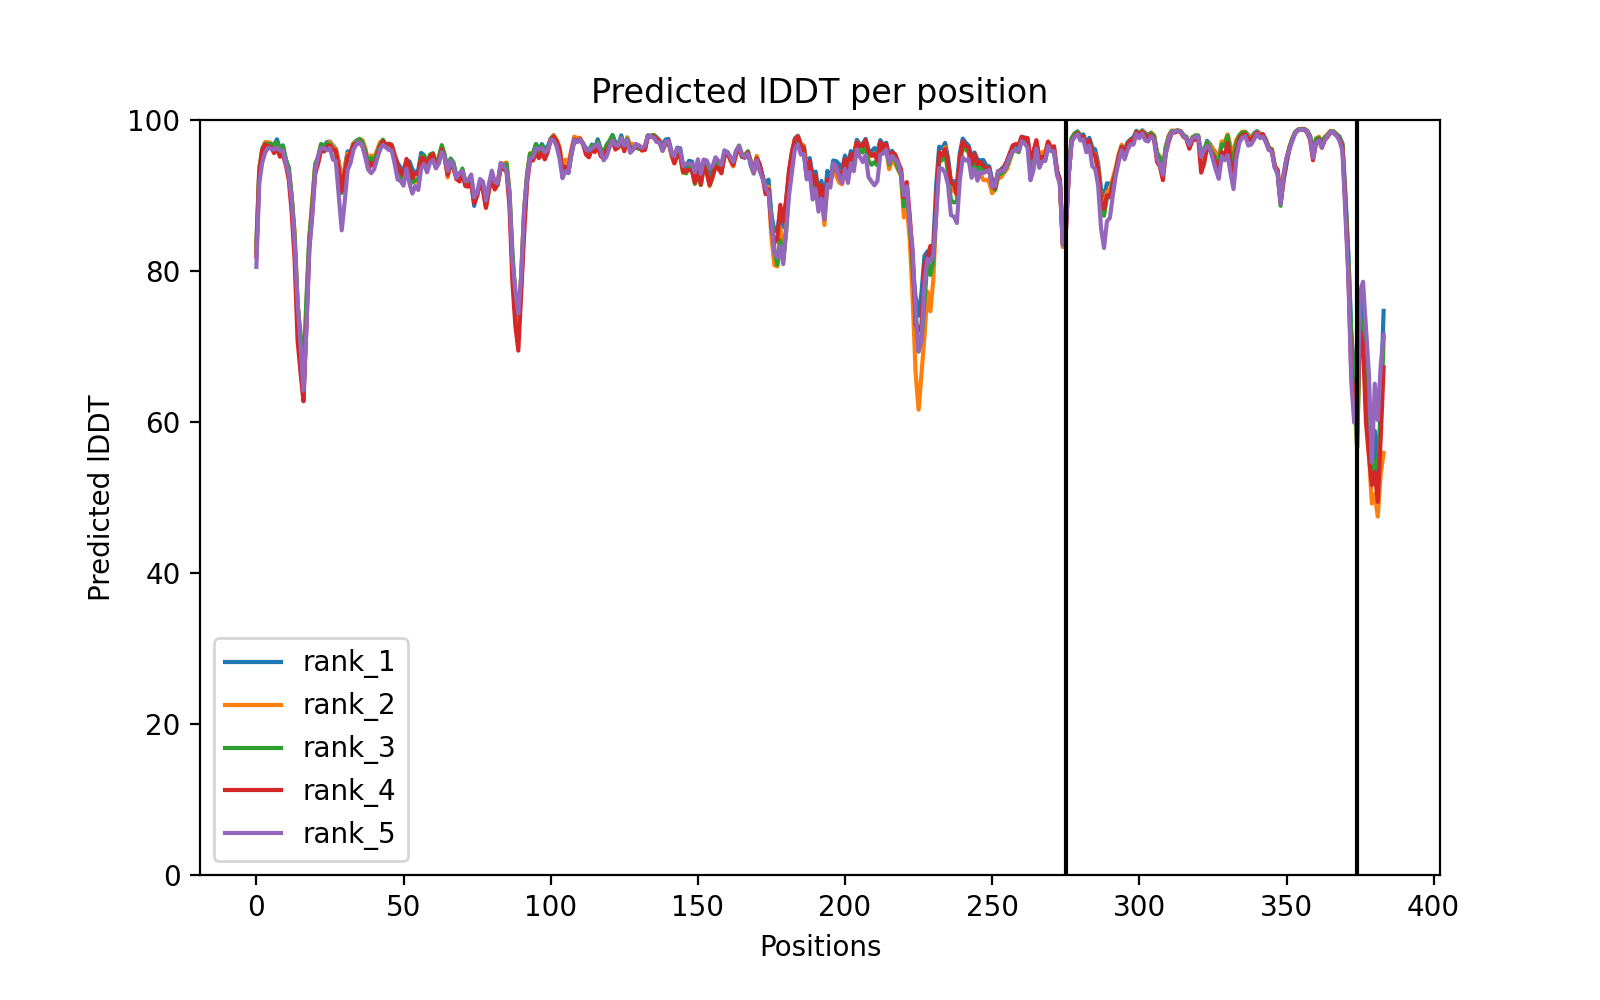 Predicted lDDT per position
100
80
60
40
20
0
Predicted lDDT
rank_1
rank_2
rank_3
rank_4
rank_5
0 50 100 150 200 250 300 350 400
Positions